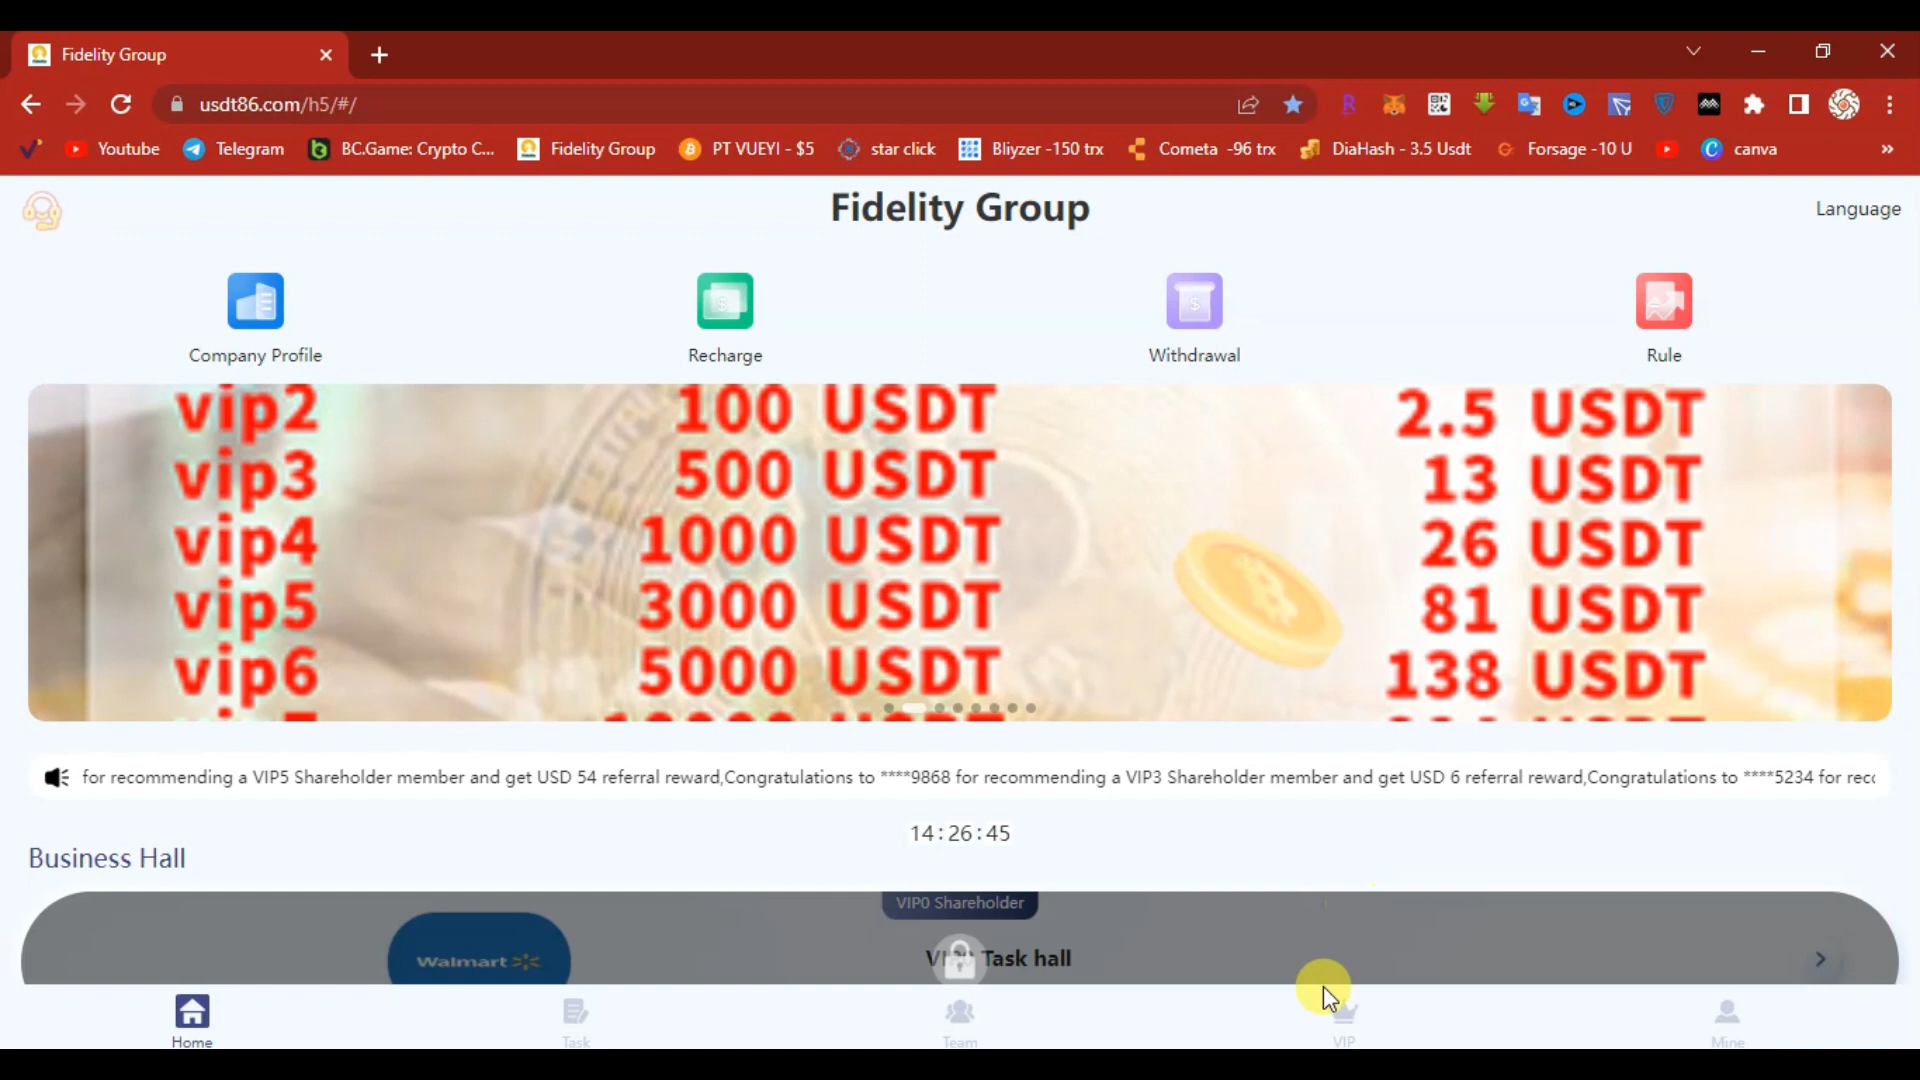 Fidelity Group
usdt86.com/h5/#/
Youtube Telegram BC.Game: Crypto C... Fidelity Group PT VUEYI - $5 star click Bliyzer -150 trx Cometa -96 trx DiaHash - 3.5 Usdt Forsage -10 U canva »
Fidelity Group
Language
Company Profile Recharge Withdrawal Rule
vip2 100 USDT 2.5 USDT
vip3 500 USDT 13 USDT
vip4 1000 USDT 26 USDT
vip5 3000 USDT 81 USDT
vip6 5000 USDT 138 USDT
for recommending a VIP5 Shareholder member and get USD 54 referral reward,Congratulations to ****9868 for recommending a VIP3 Shareholder member and get USD 6 referral reward,Congratulations to ****5234 for rec
14:26:45
Business Hall
VIP0 Shareholder
Walmart
Task hall
Home Task Team VIP Mine